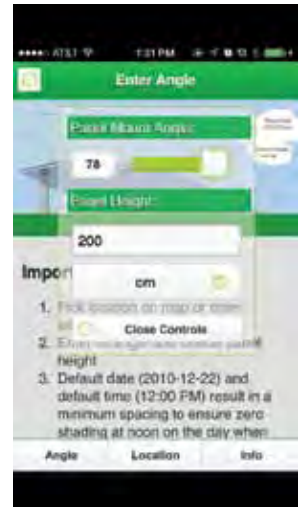 AT&T 1:31 PM
Enter Angle
Panel Mount Angle:
78
Panel Height:
200
cm
Close Controls
Impor
1. Pick location on map or enter
2. Enter
height
3. Default date (2010-12-22) and
default time (12:00 PM) result in a
minimum spacing to ensure zero
shading at noon on the day when
Angle Location Info